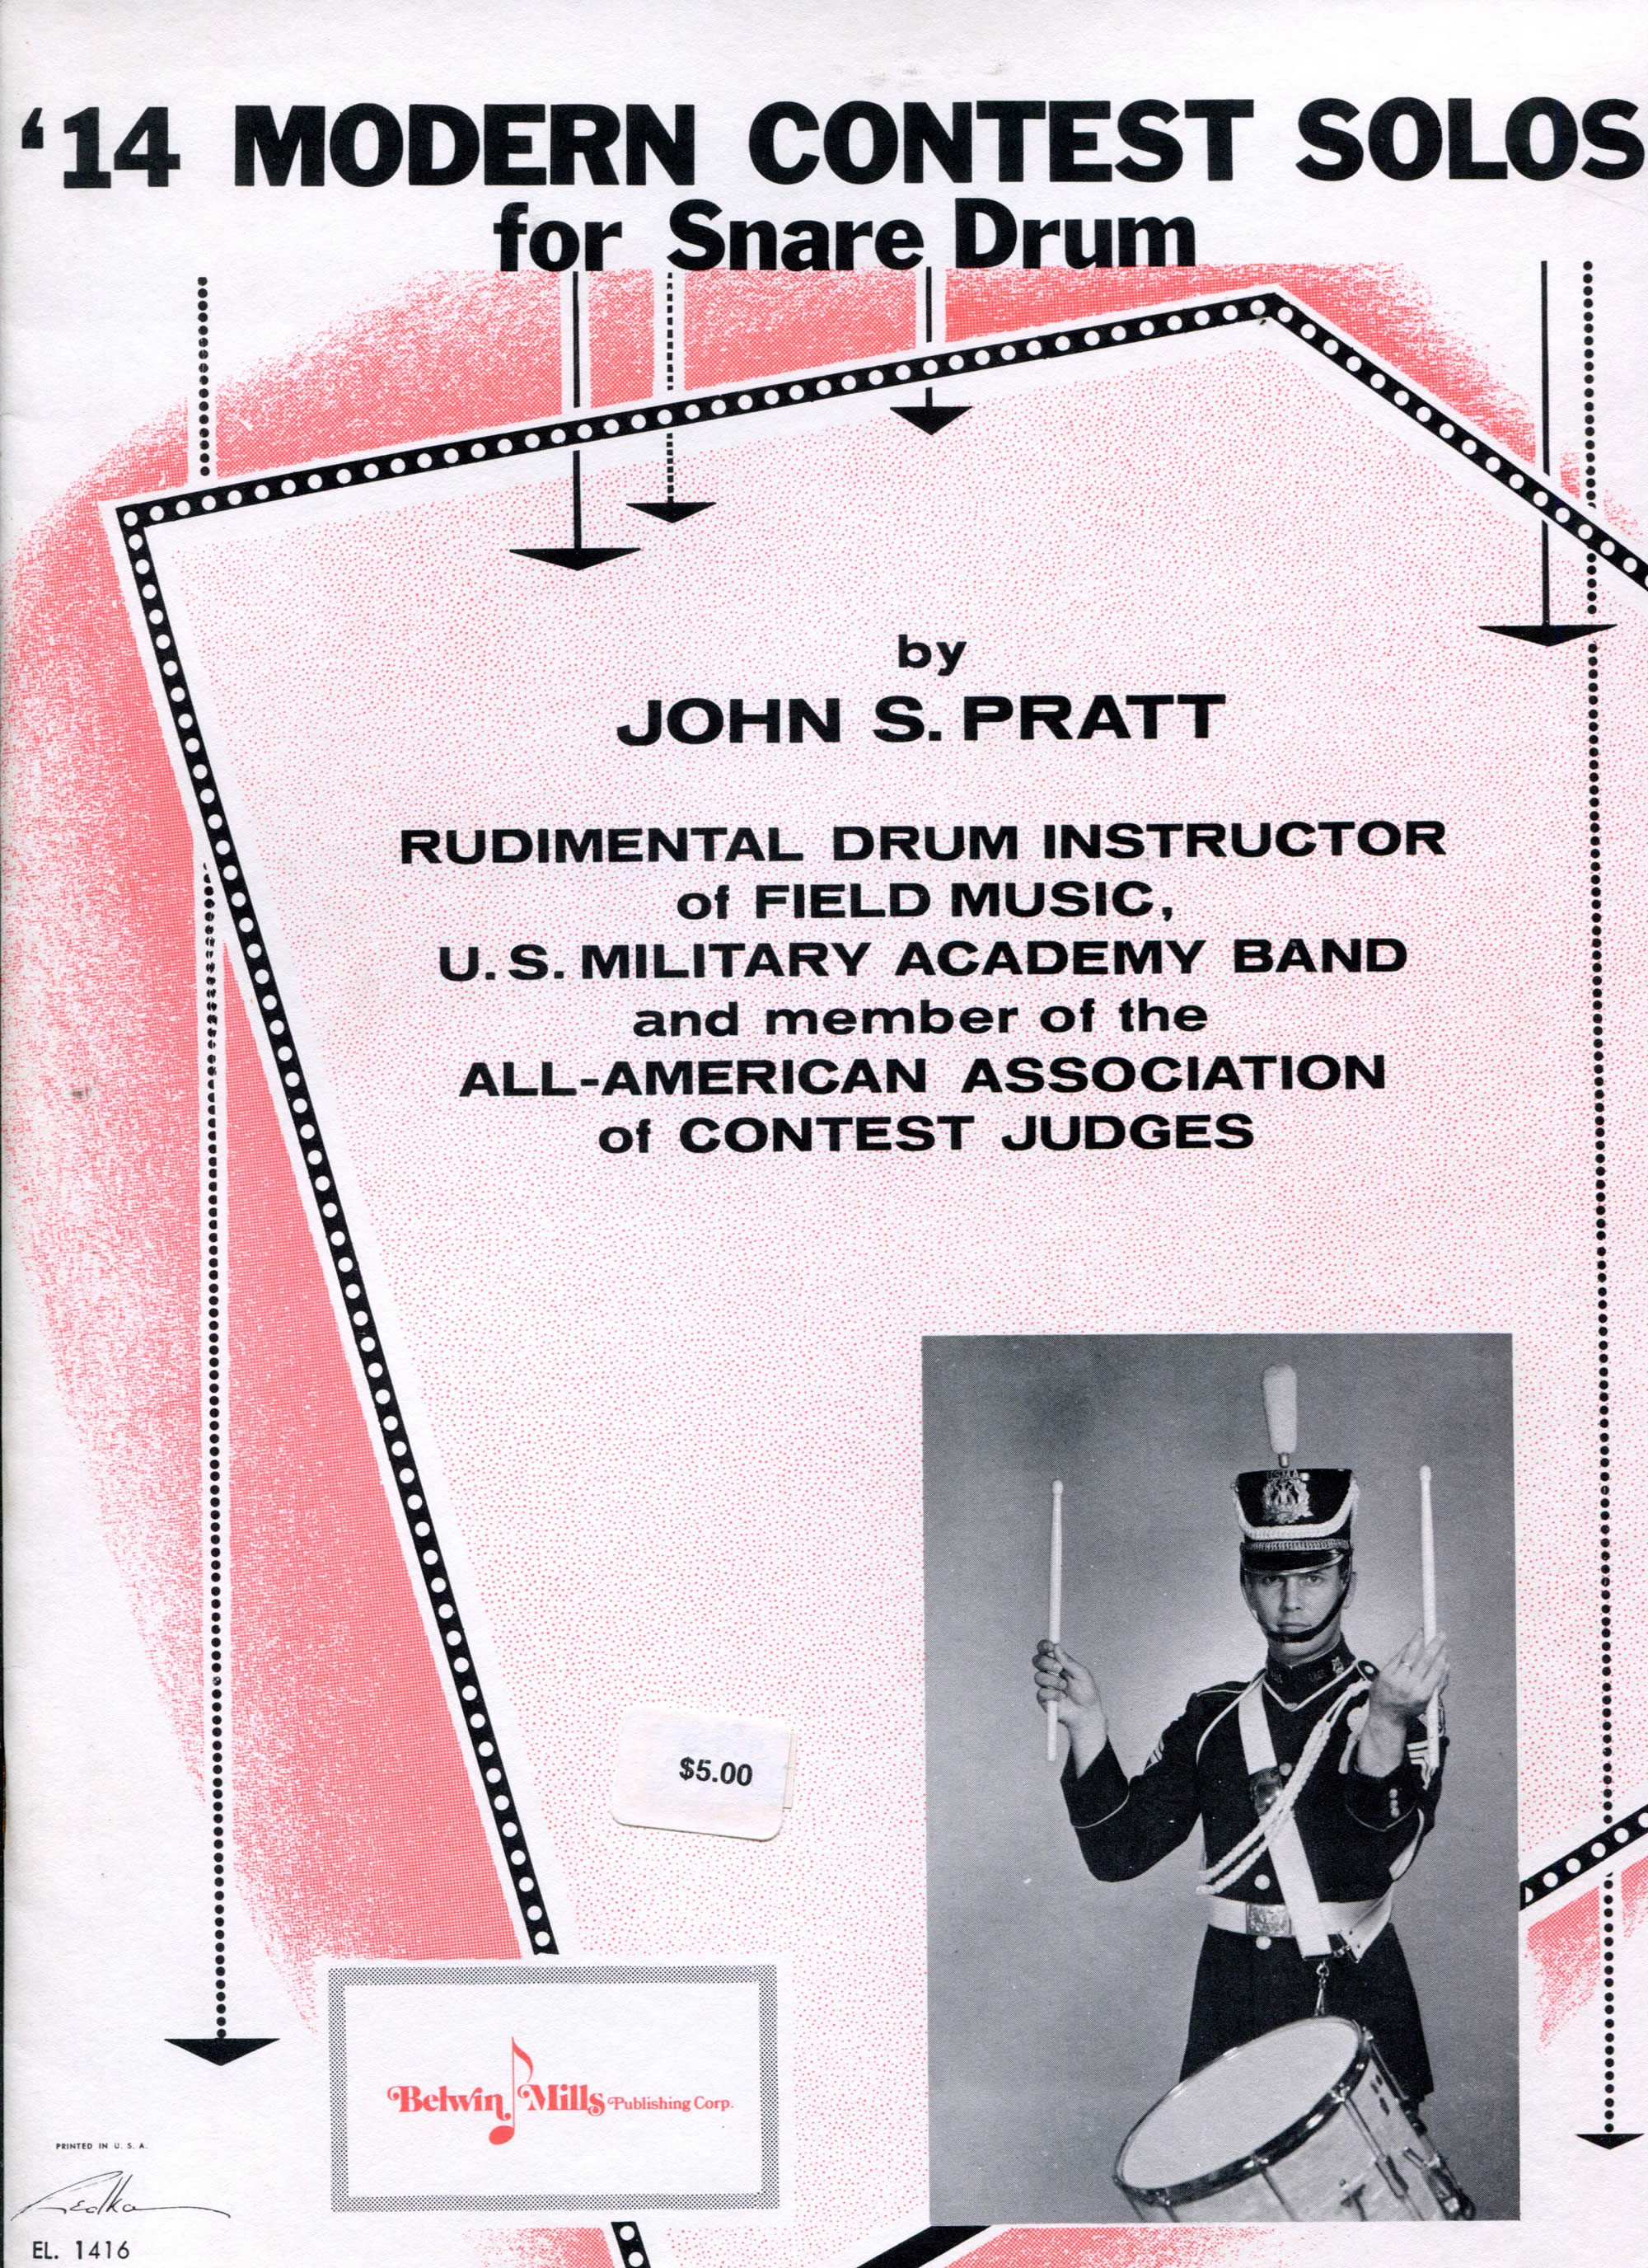 ‘14 MODERN CONTEST SOLOS
for Snare Drum
by
JOHN S. PRATT
RUDIMENTAL DRUM INSTRUCTOR
of FIELD MUSIC,
U.S. MILITARY ACADEMY BAND
and member of the
ALL-AMERICAN ASSOCIATION
of CONTEST JUDGES
$5.00
Belwin Mills Publishing Corp.
PRINTED IN U. S. A.
EL. 1416